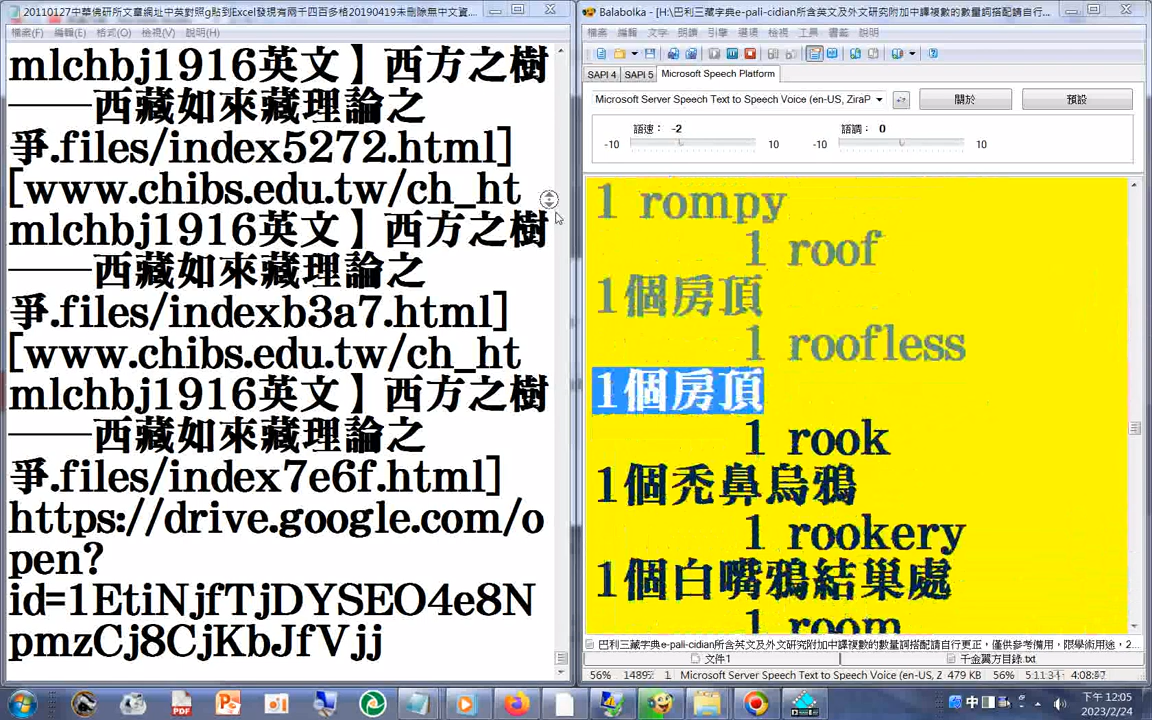 20110127中華佛研所文章網址中英對照g點到Excel發現有兩千四百多格20190419未刪除無中文資...
檔案(F) 編輯(E) 格式(O) 檢視(V) 說明(H)
mlchbj1916英文】西方之樹
——西藏如來藏理論之
爭.files/index5272.html]
[www.chibs.edu.tw/ch_ht
mlchbj1916英文】西方之樹
——西藏如來藏理論之
爭.files/indexb3a7.html]
[www.chibs.edu.tw/ch_ht
mlchbj1916英文】西方之樹
——西藏如來藏理論之
爭.files/index7e6f.html]
https://drive.google.com/o
pen?
id=1EtiNjfTjDYSEO4e8N
pmzCj8CjKbJfVjj
Balabolka - [H:\巴利三藏字典e-pali-cidian所含英文及外文研究附加中譯複數的數量詞搭配請自行...
檔案 編輯 文字 朗讀 引擎 選項 檢視 工具 書籤 說明
SAPI 4 SAPI 5 Microsoft Speech Platform
Microsoft Server Speech Text to Speech Voice (en-US, ZiraP 關於 預設
語速： -2 語調： 0
-10 10 -10 10
1 rompy
1 roof
1個房頂
1 roofless
1個房頂
1 rook
1個禿鼻烏鴉
1 rookery
1個白嘴鴉結巢處
1 room
巴利三藏字典e-pali-cidian所含英文及外文研究附加中譯複數的數量詞搭配請自行更正，僅供參考備用，限學術用途，2...
文件1 千金翼方目錄.txt
56% 1489: 1 Microsoft Server Speech Text to Speech Voice (en-US, Z 479 KB 56% 5:11:34 4:08:37
中 下午 12:05
2023/2/24